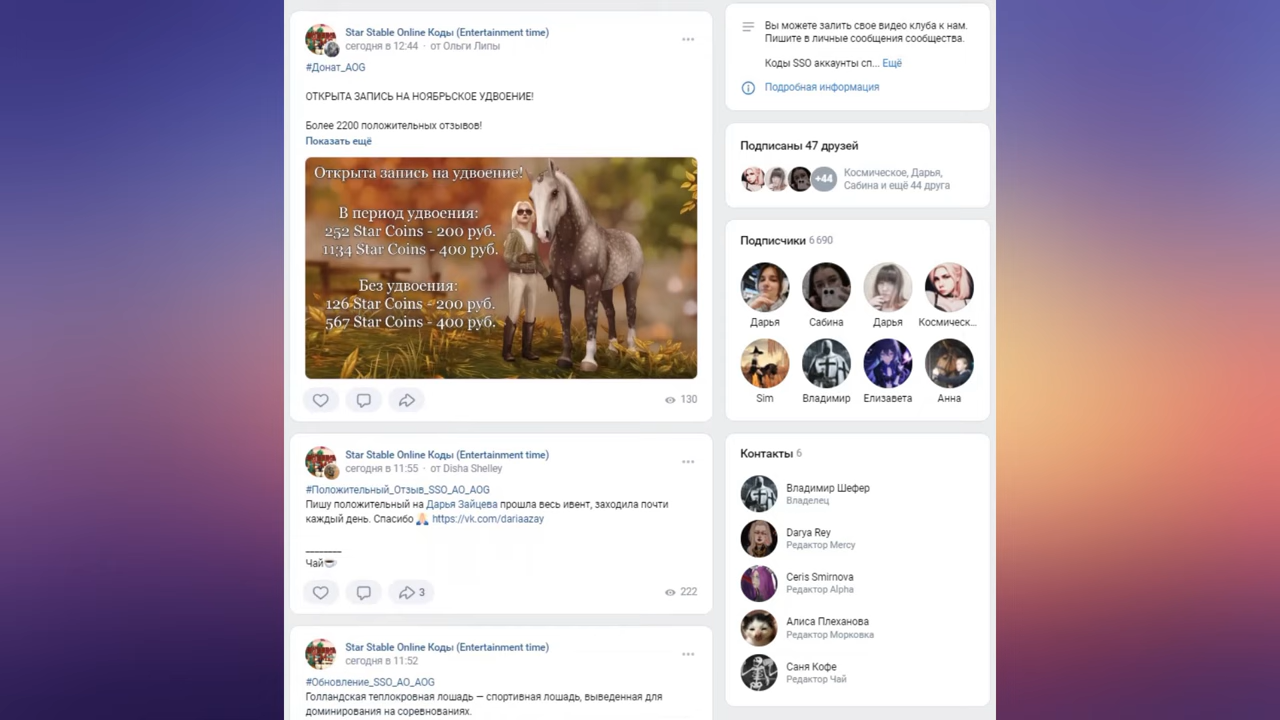 Star Stable Online Коды (Entertainment time)
сегодня в 12:44 · от Ольги Липы
#Донат_AOG
ОТКРЫТА ЗАПИСЬ НА НОЯБРЬСКОЕ УДВОЕНИЕ!
Более 2200 положительных отзывов!
Показать ещё
Открыта запись на удвоение!
В период удвоения:
252 Star Coins - 200 руб.
1134 Star Coins - 400 руб.
Без удвоения:
126 Star Coins - 200 руб.
567 Star Coins - 400 руб.
130
Star Stable Online Коды (Entertainment time)
сегодня в 11:55 · от Disha Shelley
#Положительный_Отзыв_SSO_AO_AOG
Пишу положительный на Дарья Зайцева прошла весь ивент, заходила почти
каждый день. Спасибо 🙏🏻 https://vk.com/dariaazay
________
Чай☕
3
222
Star Stable Online Коды (Entertainment time)
сегодня в 11:52
#Обновление_SSO_AO_AOG
Голландская теплокровная лошадь — спортивная лошадь, выведенная для
доминирования на соревнованиях.
Вы можете залить свое видео клуба к нам.
Пишите в личные сообщения сообщества.
Коды SSO аккаунты сп... Ещё
Подробная информация
Подписаны 47 друзей
+44
Космическое, Дарья,
Сабина и ещё 44 друга
Подписчики 6 690
Дарья Сабина Дарья Космическ...
Sim Владимир Елизавета Анна
Контакты 6
Владимир Шефер
Владелец
Darya Rey
Редактор Mercy
Ceris Smirnova
Редактор Alpha
Алиса Плеханова
Редактор Морковка
Саня Кофе
Редактор Чай